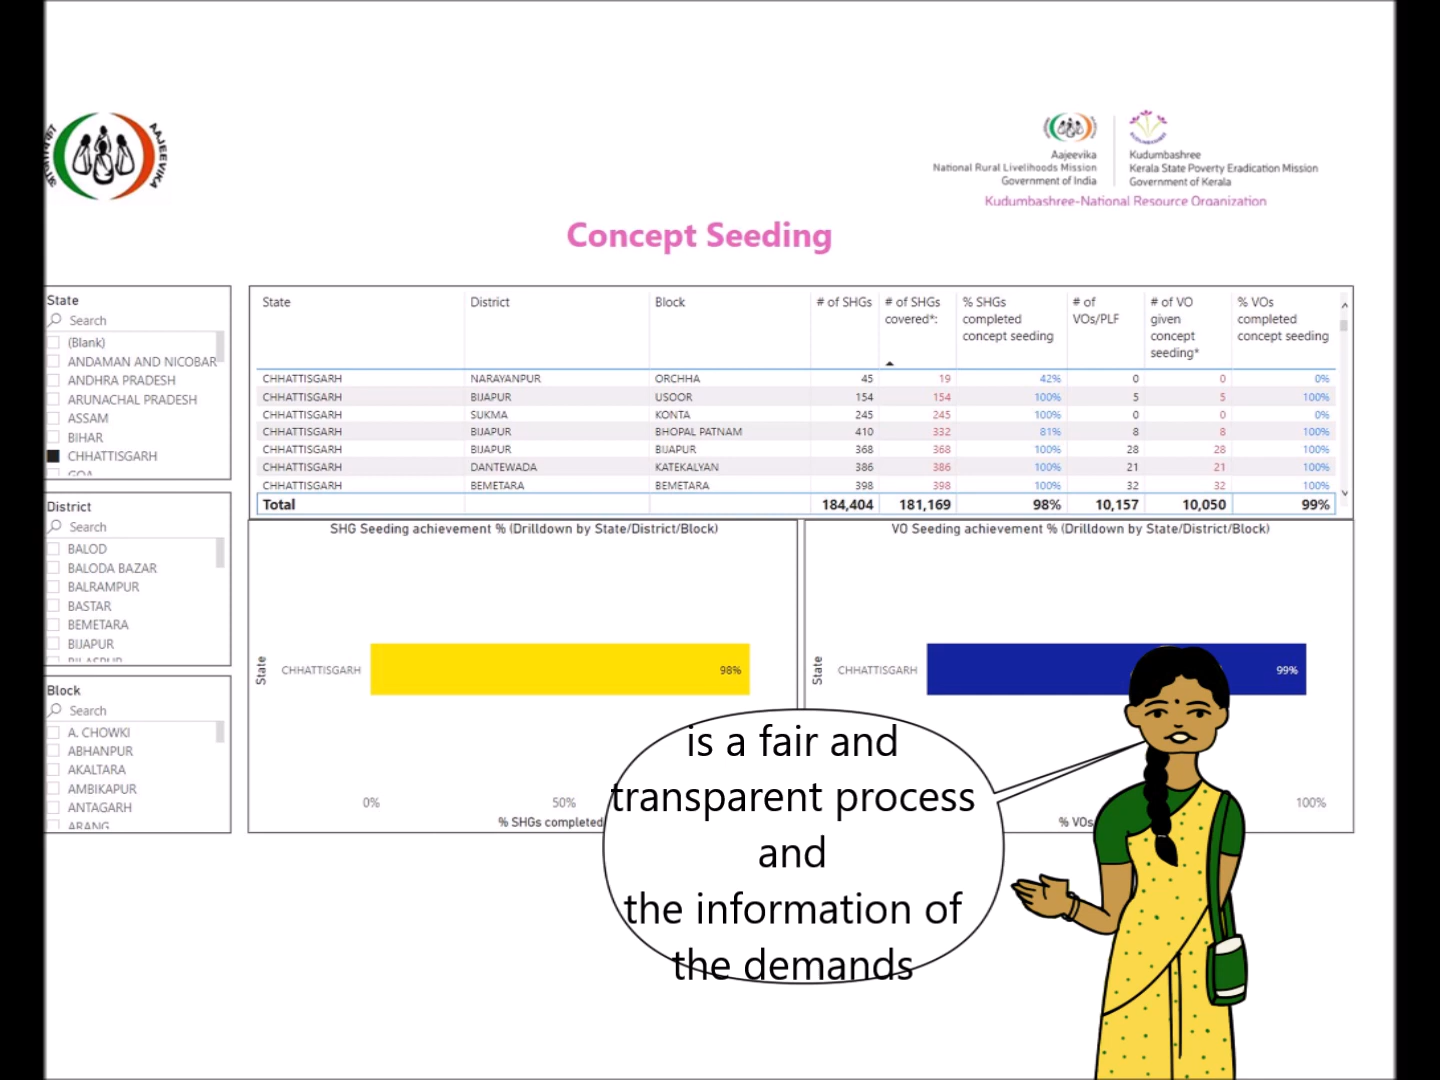 AAJEEVIKA
Aajeevika
National Rural Livelihoods Mission
Government of India
Kudumbashree
Kerala State Poverty Eradication Mission
Government of Kerala
Kudumbashree-National Resource Organization
Concept Seeding
State
Search
(Blank)
ANDAMAN AND NICOBAR
ANDHRA PRADESH
ARUNACHAL PRADESH
ASSAM
BIHAR
CHHATTISGARH
GOA
District
Search
BALOD
BALODA BAZAR
BALRAMPUR
BASTAR
BEMETARA
BIJAPUR
BILASPUR
Block
Search
A. CHOWKI
ABHANPUR
AKALTARA
AMBIKAPUR
ANTAGARH
ARANG
State District Block # of SHGs # of SHGs covered*: % SHGs completed concept seeding # of VOs/PLF # of VO given concept seeding* % VOs completed concept seeding
CHHATTISGARH NARAYANPUR ORCHHA 45 19 42% 0 0 0%
CHHATTISGARH BIJAPUR USOOR 154 154 100% 5 5 100%
CHHATTISGARH SUKMA KONTA 245 245 100% 0 0 0%
CHHATTISGARH BIJAPUR BHOPAL PATNAM 410 332 81% 8 8 100%
CHHATTISGARH BIJAPUR BIJAPUR 368 368 100% 28 28 100%
CHHATTISGARH DANTEWADA KATEKALYAN 386 386 100% 21 21 100%
CHHATTISGARH BEMETARA BEMETARA 398 398 100% 32 32 100%
Total 184,404 181,169 98% 10,157 10,050 99%
SHG Seeding achievement % (Drilldown by State/District/Block)
State
CHHATTISGARH
98%
0% 50%
% SHGs completed
VO Seeding achievement % (Drilldown by State/District/Block)
State
CHHATTISGARH
99%
100%
% VOs
is a fair and
transparent process
and
the information of
the demands